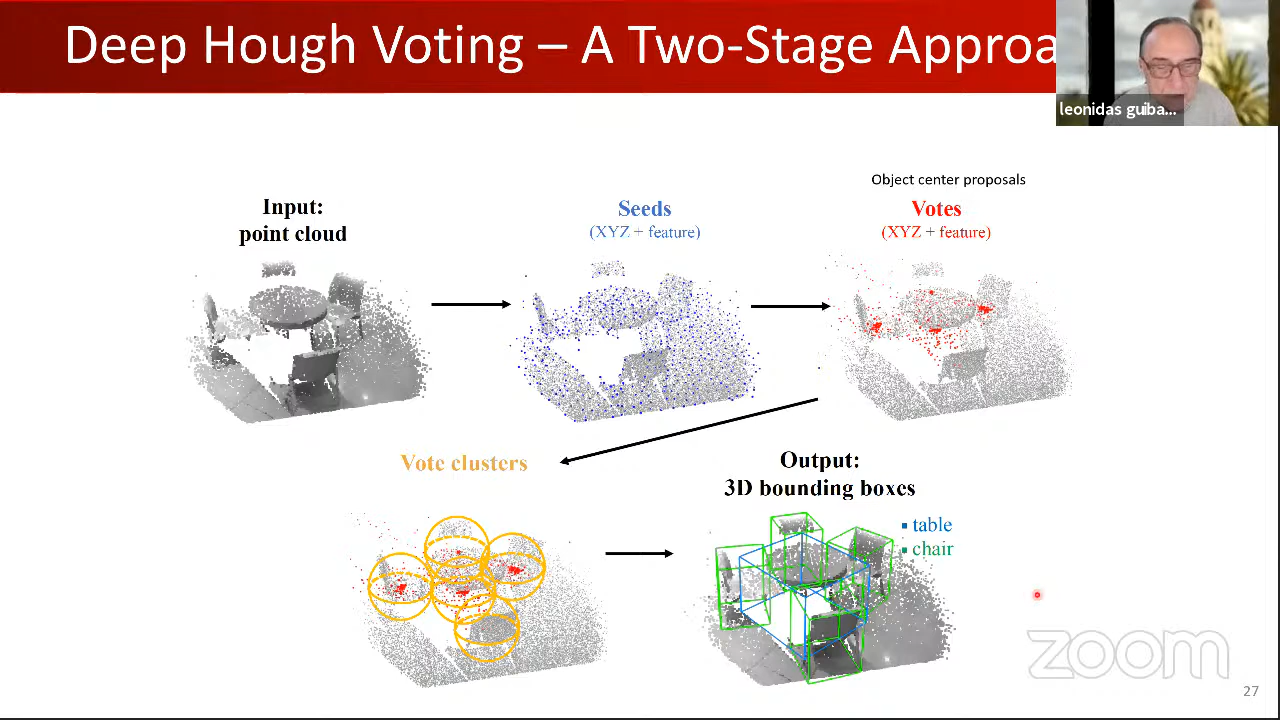 Deep Hough Voting – A Two-Stage Approa
leonidas guiba...
Object center proposals
Input:
point cloud
Seeds
(XYZ + feature)
Votes
(XYZ + feature)
Vote clusters
Output:
3D bounding boxes
table
chair
zoom
27